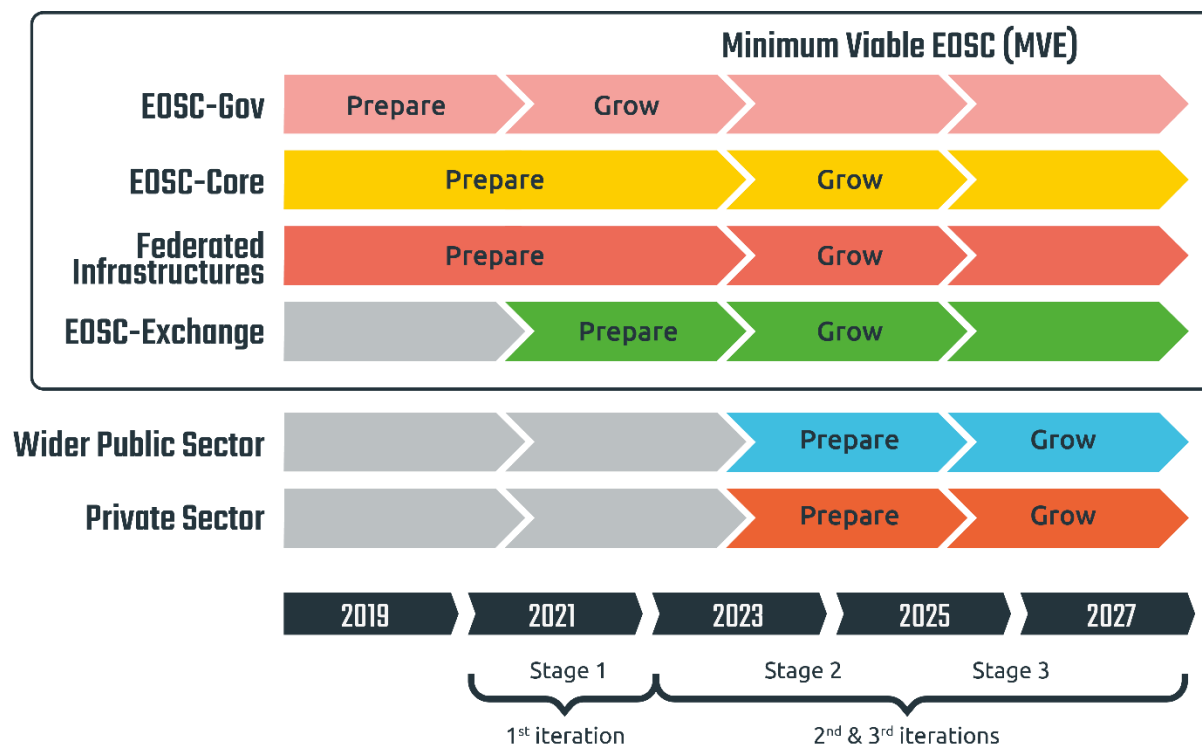 Minimum Viable EOSC (MVE)
EOSC-Gov
Prepare
Grow
EOSC-Core
Prepare
Grow
Federated
Infrastructures
Prepare
Grow
EOSC-Exchange
Prepare
Grow
Wider Public Sector
Prepare
Grow
Private Sector
Prepare
Grow
2019
2021
2023
2025
2027
Stage 1
Stage 2
Stage 3
1st iteration
2nd & 3rd iterations